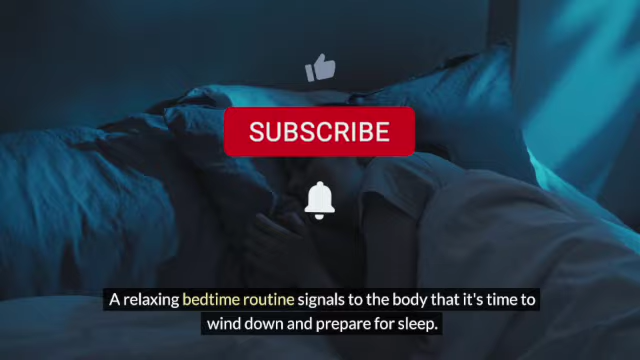 SUBSCRIBE
A relaxing bedtime routine signals to the body that it's time to
wind down and prepare for sleep.